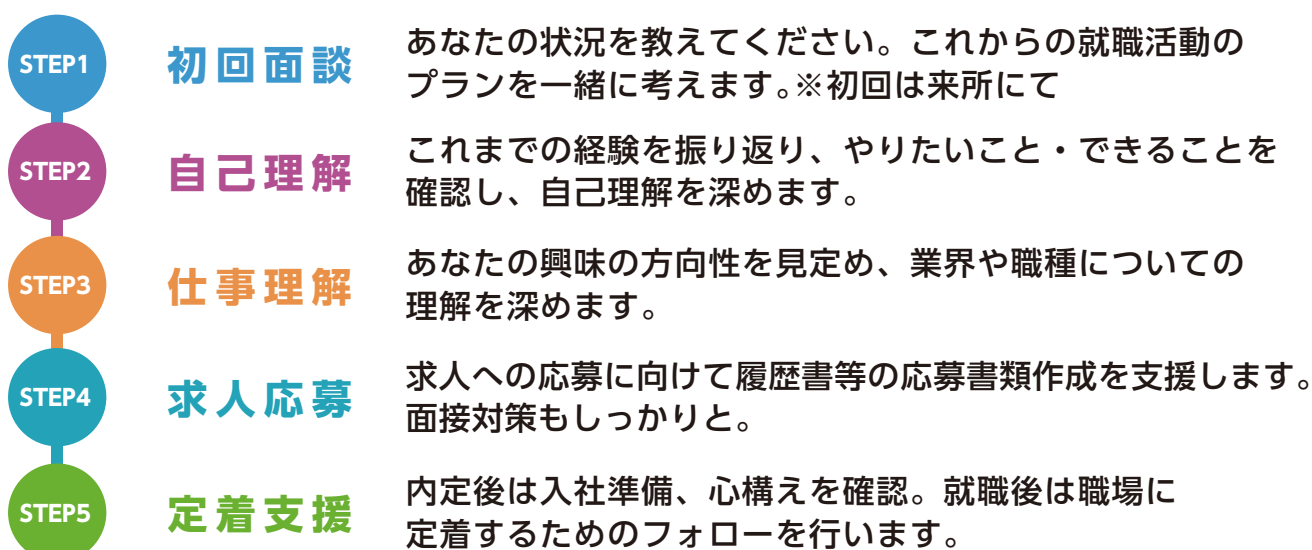 STEP1
初回面談
あなたの状況を教えてください。これからの就職活動の
プランを一緒に考えます。※初回は来所にて
STEP2
自己理解
これまでの経験を振り返り、やりたいこと・できることを
確認し、自己理解を深めます。
STEP3
仕事理解
あなたの興味の方向性を見定め、業界や職種についての
理解を深めます。
STEP4
求人応募
求人への応募に向けて履歴書等の応募書類作成を支援します。
面接対策もしっかりと。
STEP5
定着支援
内定後は入社準備、心構えを確認。就職後は職場に
定着するためのフォローを行います。